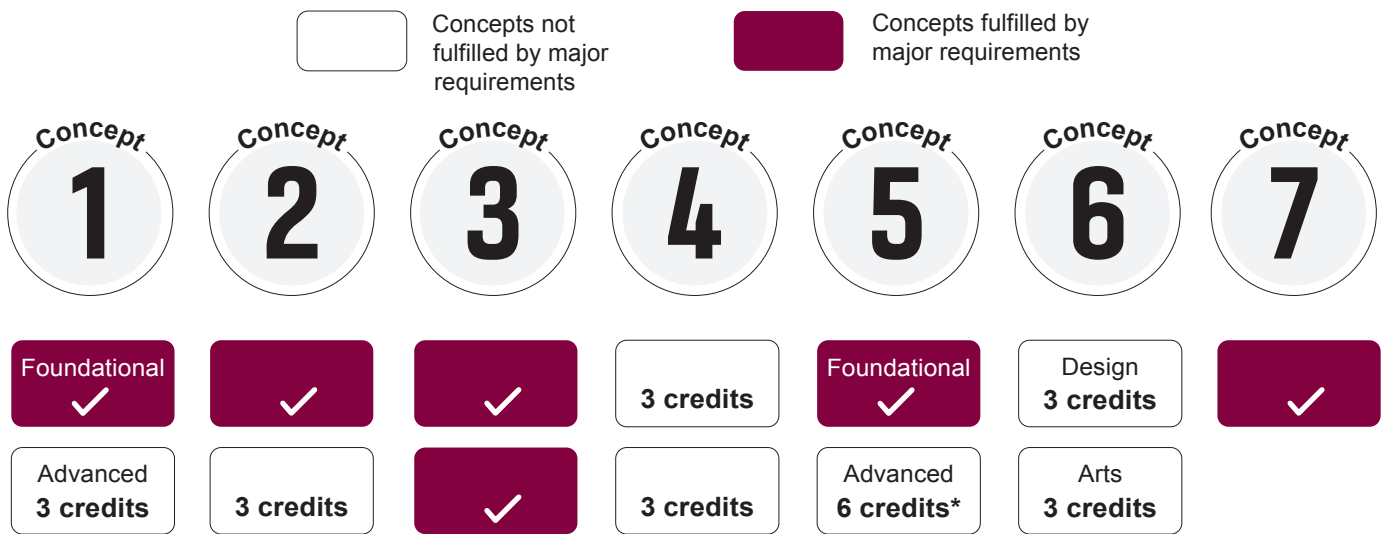 Concepts not
fulfilled by major
requirements
Concepts fulfilled by
major requirements
Concept
1
Concept
2
Concept
3
Concept
4
Concept
5
Concept
6
Concept
7
Foundational
3 credits
Foundational
Design
3 credits
Advanced
3 credits
3 credits
3 credits
Advanced
6 credits*
Arts
3 credits